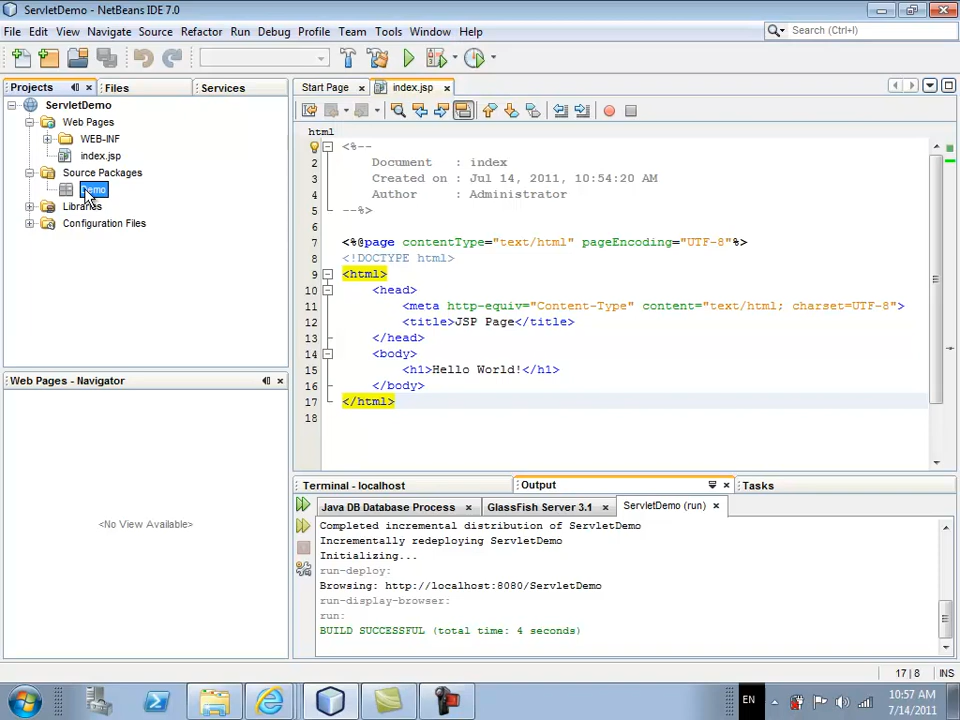 ServletDemo - NetBeans IDE 7.0
File Edit View Navigate Source Refactor Run Debug Profile Team Tools Window Help
Search (Ctrl+I)
Projects Files Services
Start Page index.jsp
ServletDemo
Web Pages
WEB-INF
index.jsp
Source Packages
Demo
Libraries
Configuration Files
html
<%--
2 Document : index
3 Created on : Jul 14, 2011, 10:54:20 AM
4 Author : Administrator
5 --%>
6
7 <%@page contentType="text/html" pageEncoding="UTF-8"%>
8 <!DOCTYPE html>
9 <html>
10 <head>
11 <meta http-equiv="Content-Type" content="text/html; charset=UTF-8">
12 <title>JSP Page</title>
13 </head>
14 <body>
15 <h1>Hello World!</h1>
16 </body>
17 </html>
18
Web Pages - Navigator
<No View Available>
Terminal - localhost Output Tasks
Java DB Database Process GlassFish Server 3.1 ServletDemo (run)
Completed incremental distribution of ServletDemo
Incrementally redeploying ServletDemo
Initializing...
run-deploy:
Browsing: http://localhost:8080/ServletDemo
run-display-browser:
run:
BUILD SUCCESSFUL (total time: 4 seconds)
17 | 8 INS
EN
10:57 AM
7/14/2011